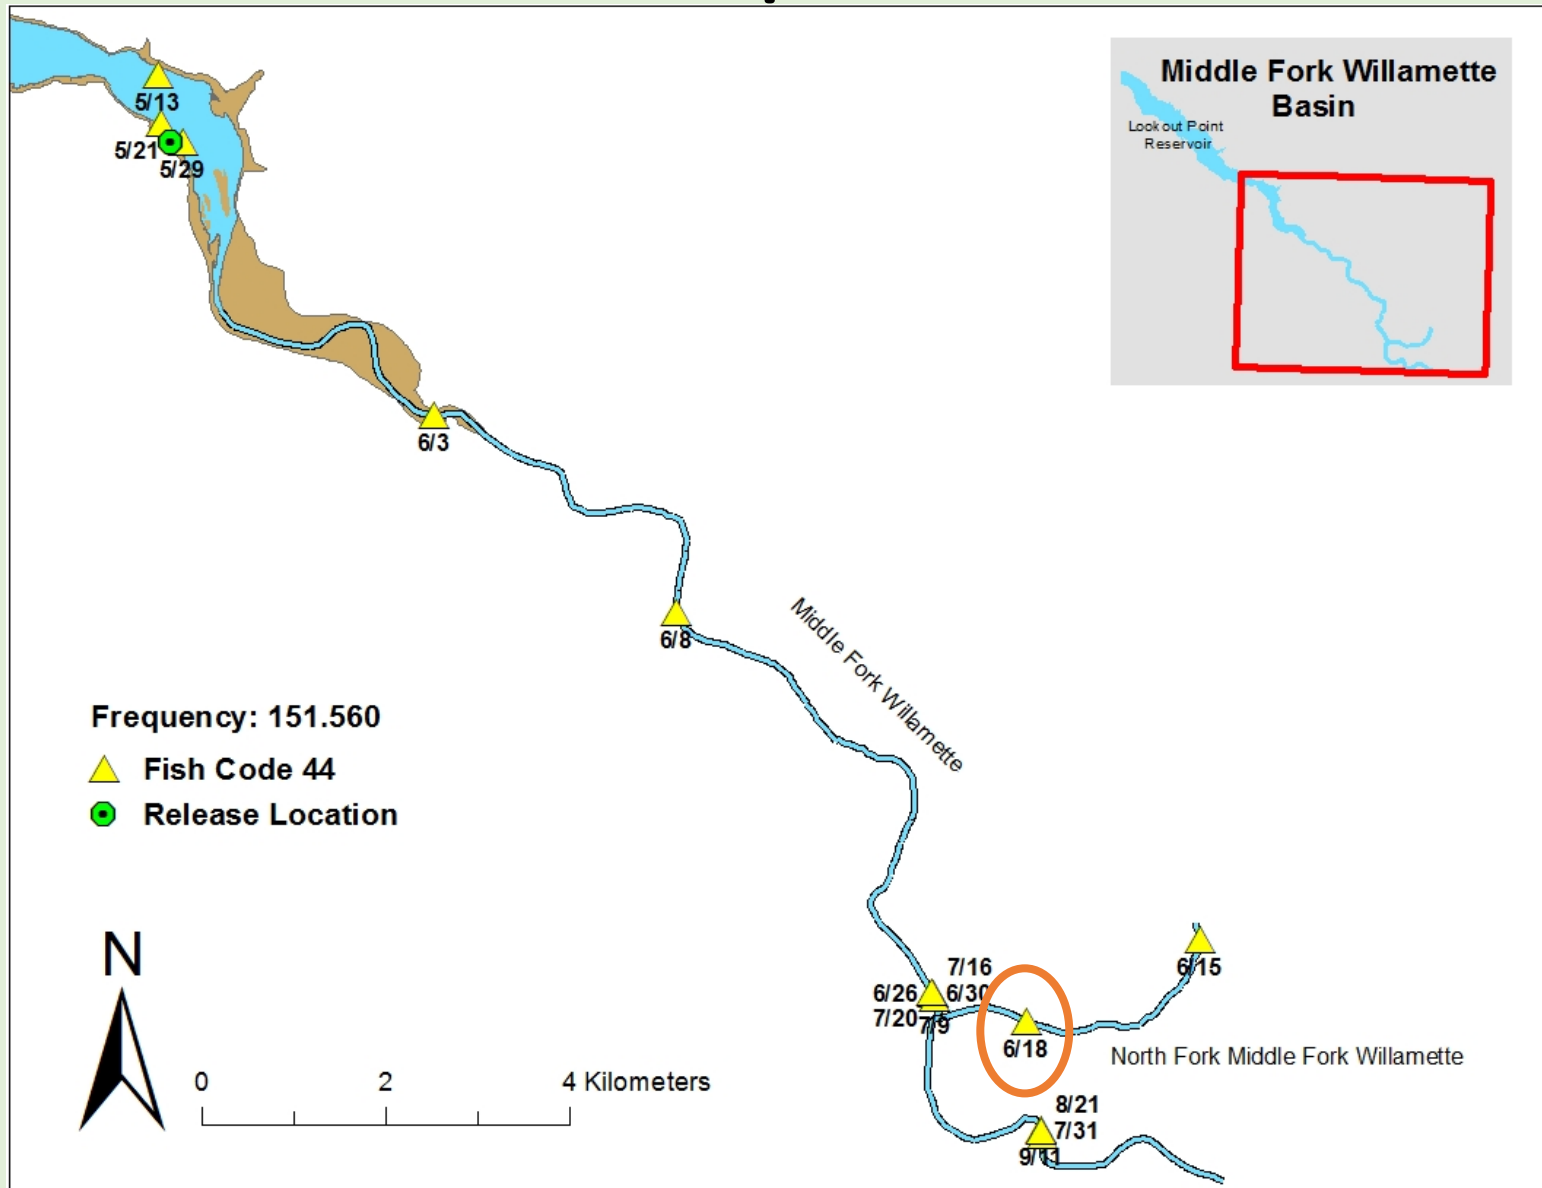 Middle Fork Willamette
Basin
Lookout Point
Reservoir
5/13
5/21
5/29
6/3
6/8
Middle Fork Willamette
Frequency: 151.560
Fish Code 44
Release Location
N
0 2 4 Kilometers
7/16
6/26 6/30
7/20 7/9
6/15
6/18
North Fork Middle Fork Willamette
8/21
7/31
9/11